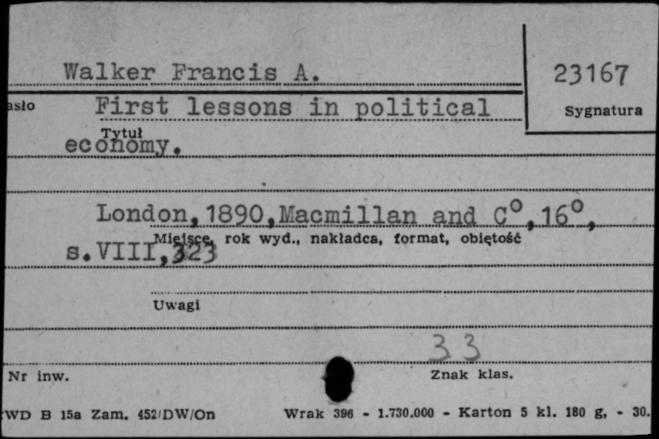 Walker Francis A.
23167
asło
First lessons in political
Sygnatura
Tytuł
economy.
London, 1890, Macmillan and C°, 16°,
Miejsce, rok wyd., nakładca, format, objętość
s. VIII, 323
Uwagi
33
Nr inw.
Znak klas.
WD B 15a Zam. 452/DW/On Wrak 396 - 1.730.000 - Karton 5 kl. 180 g, - 30.